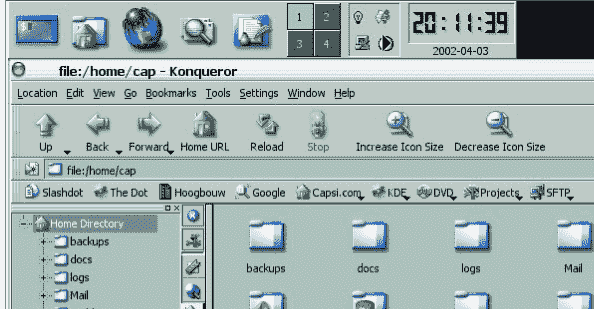 1 2
3 4
20:11:39
2002-04-03
file:/home/cap - Konqueror
Location Edit View Go Bookmarks Tools Settings Window Help
Up Back Forward Home URL Reload Stop Increase Icon Size Decrease Icon Size
file:/home/cap
Slashdot The Dot Hoogbouw Google Capsi.com KDE DVD Projects SFTP
Home Directory
backups
docs
logs
Mail
backups docs logs Mail